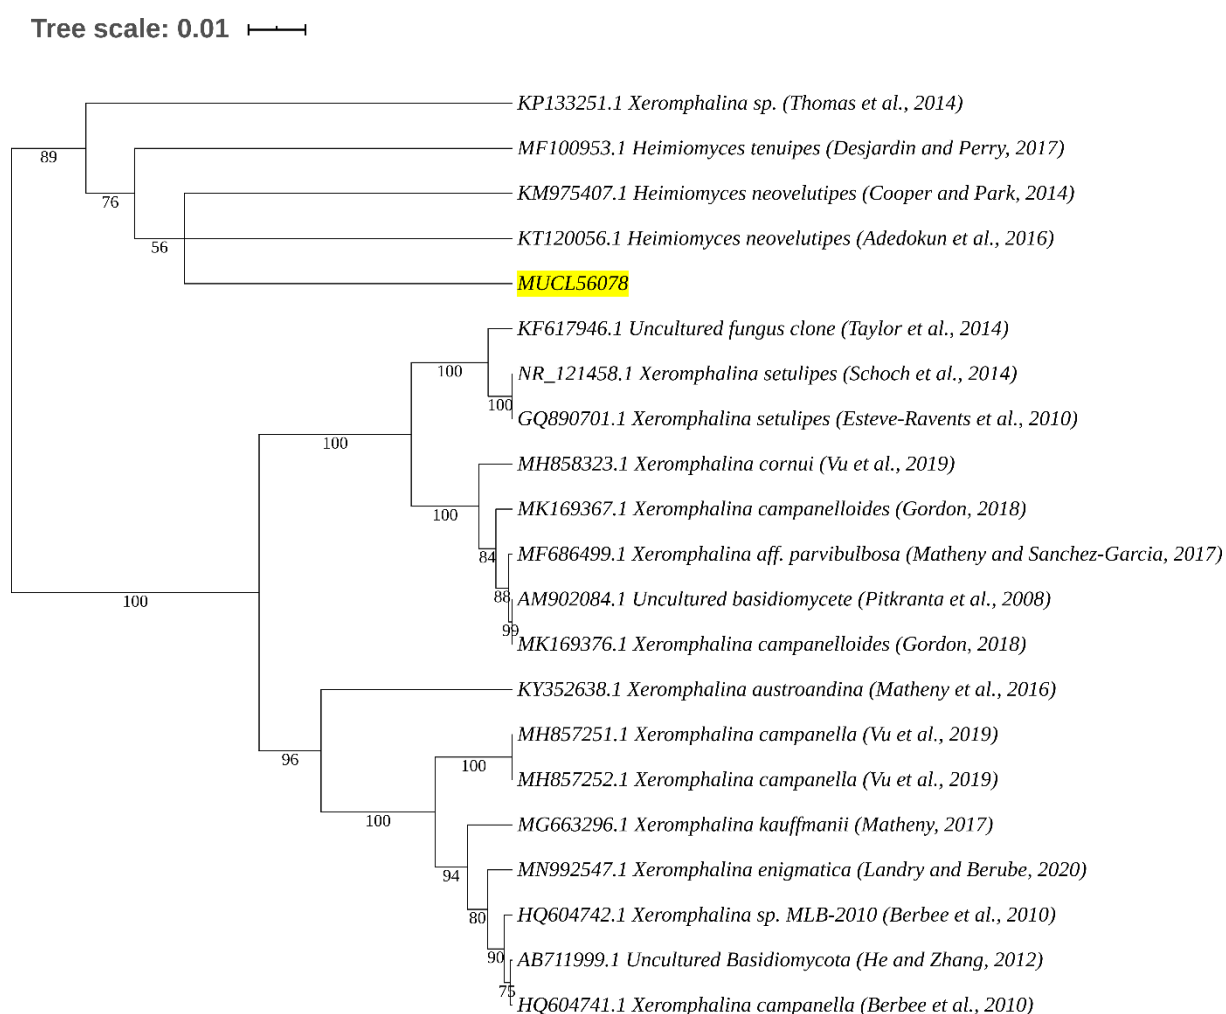 Tree scale: 0.01
KP133251.1 Xeromphalina sp. (Thomas et al., 2014)
89
MF100953.1 Heimiomyces tenuipes (Desjardin and Perry, 2017)
KM975407.1 Heimiomyces neovelutipes (Cooper and Park, 2014)
76
KT120056.1 Heimiomyces neovelutipes (Adedokun et al., 2016)
56
MUCL56078
KF617946.1 Uncultured fungus clone (Taylor et al., 2014)
100
NR_121458.1 Xeromphalina setulipes (Schoch et al., 2014)
100
GQ890701.1 Xeromphalina setulipes (Esteve-Ravents et al., 2010)
100
MH858323.1 Xeromphalina cornui (Vu et al., 2019)
100
MK169367.1 Xeromphalina campanelloides (Gordon, 2018)
84
MF686499.1 Xeromphalina aff. parvibulbosa (Matheny and Sanchez-Garcia, 2017)
88
AM902084.1 Uncultured basidiomycete (Pitkranta et al., 2008)
100
99
MK169376.1 Xeromphalina campanelloides (Gordon, 2018)
KY352638.1 Xeromphalina austroandina (Matheny et al., 2016)
MH857251.1 Xeromphalina campanella (Vu et al., 2019)
96
100
MH857252.1 Xeromphalina campanella (Vu et al., 2019)
100
MG663296.1 Xeromphalina kauffmanii (Matheny, 2017)
94
MN992547.1 Xeromphalina enigmatica (Landry and Berube, 2020)
80
HQ604742.1 Xeromphalina sp. MLB-2010 (Berbee et al., 2010)
90
AB711999.1 Uncultured Basidiomycota (He and Zhang, 2012)
75
HQ604741.1 Xeromphalina campanella (Berbee et al., 2010)